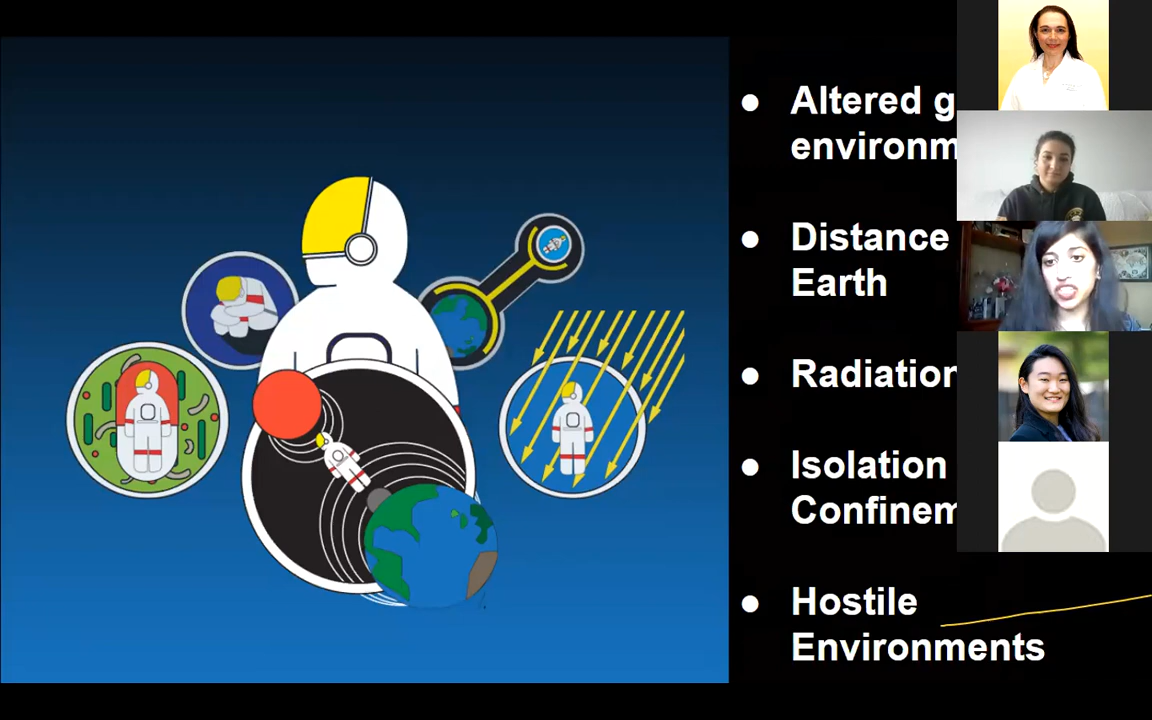 Altered g
environm
Distance
Earth
Radiation
Isolation
Confinem
Hostile
Environments